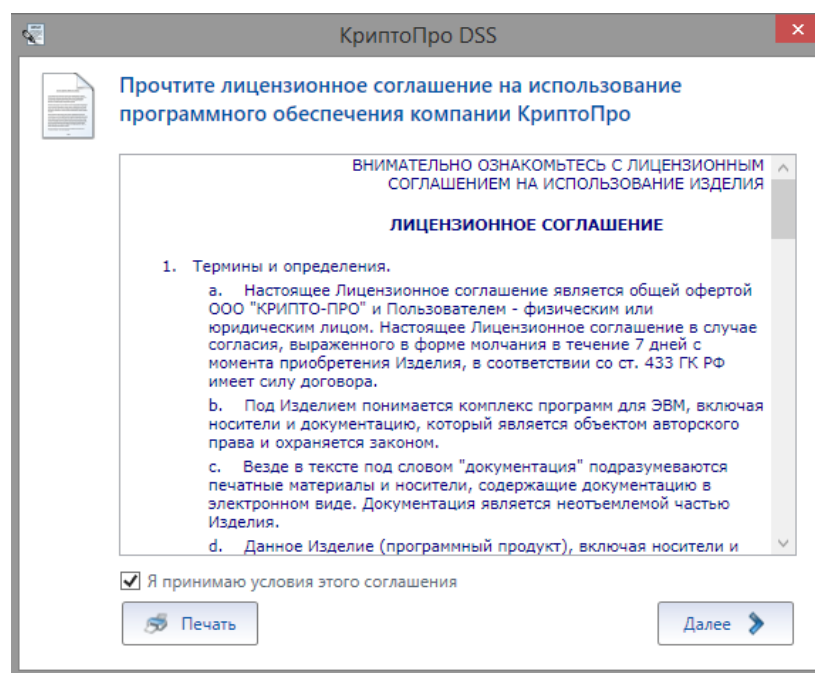 КриптоПро DSS
Прочтите лицензионное соглашение на использование
программного обеспечения компании КриптоПро
ВНИМАТЕЛЬНО ОЗНАКОМЬТЕСЬ С ЛИЦЕНЗИОННЫМ
СОГЛАШЕНИЕМ НА ИСПОЛЬЗОВАНИЕ ИЗДЕЛИЯ
ЛИЦЕНЗИОННОЕ СОГЛАШЕНИЕ
1. Термины и определения.
a. Настоящее Лицензионное соглашение является общей офертой
ООО "КРИПТО-ПРО" и Пользователем - физическим или
юридическим лицом. Настоящее Лицензионное соглашение в случае
согласия, выраженного в форме молчания в течение 7 дней с
момента приобретения Изделия, в соответствии со ст. 433 ГК РФ
имеет силу договора.
b. Под Изделием понимается комплекс программ для ЭВМ, включая
носители и документацию, который является объектом авторского
права и охраняется законом.
c. Везде в тексте под словом "документация" подразумеваются
печатные материалы и носители, содержащие документацию в
электронном виде. Документация является неотъемлемой частью
Изделия.
d. Данное Изделие (программный продукт), включая носители и
Я принимаю условия этого соглашения
Печать
Далее